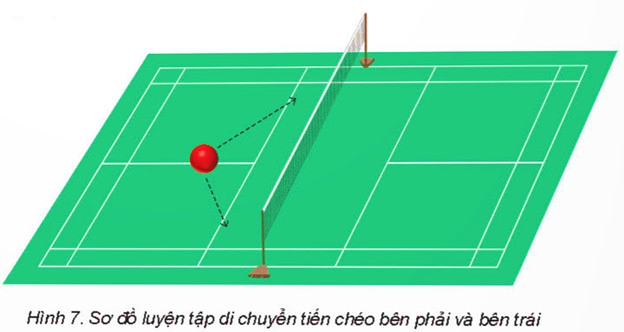 Hình 7. Sơ đồ luyện tập di chuyển tiến chéo bên phải và bên trái